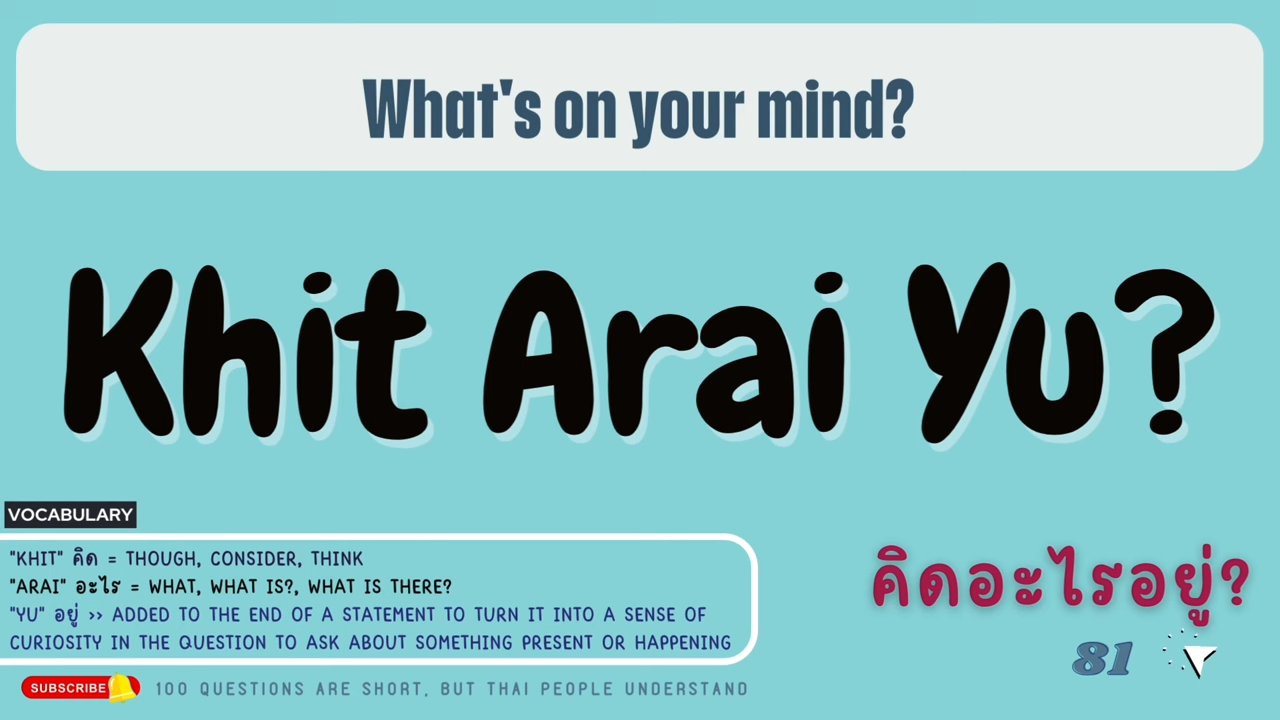 What's on your mind?
Khit Arai Yu?
VOCABULARY
"KHIT" คิด = THOUGH, CONSIDER, THINK
"ARAI" อะไร = WHAT, WHAT IS?, WHAT IS THERE?
"YU" อยู่ >> ADDED TO THE END OF A STATEMENT TO TURN IT INTO A SENSE OF
CURIOSITY IN THE QUESTION TO ASK ABOUT SOMETHING PRESENT OR HAPPENING
คิดอะไรอยู่?
81
SUBSCRIBE
100 QUESTIONS ARE SHORT, BUT THAI PEOPLE UNDERSTAND